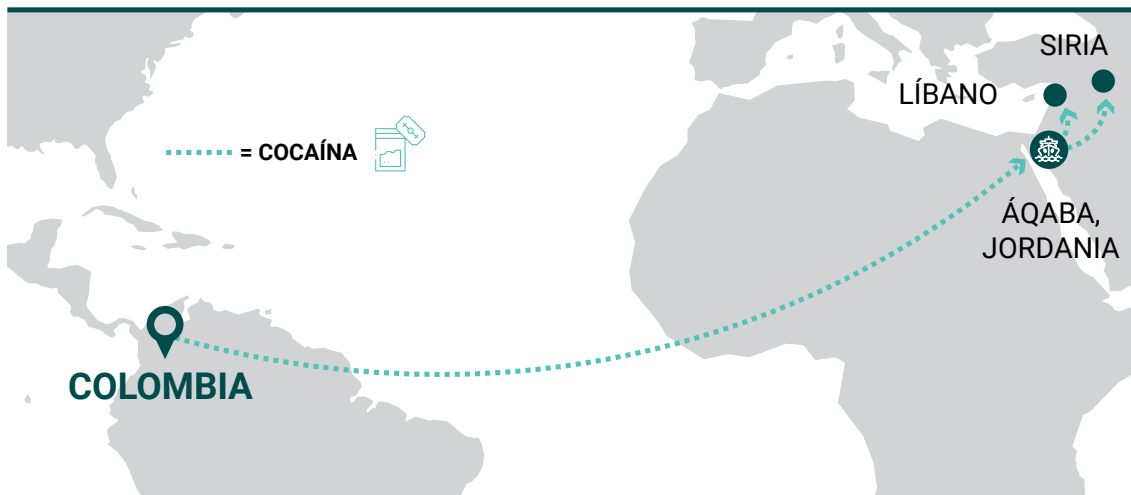 SIRIA
LÍBANO
= COCAÍNA
ÁQABA,
JORDANIA
COLOMBIA